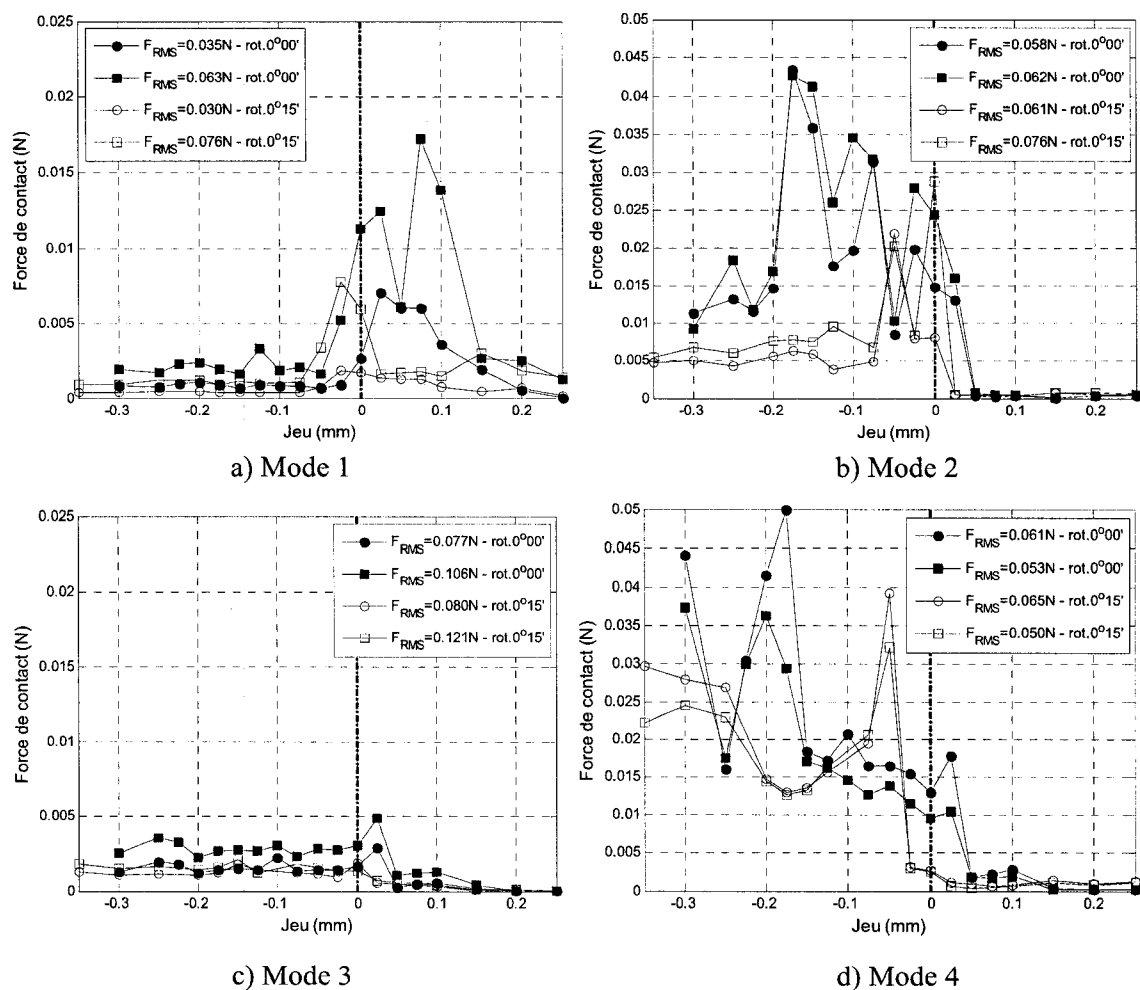 0.025
0.02
0.015
0.01
0.005
0
Force de contact (N)
F_RMS=0.035N - rot.0°00'
F_RMS=0.063N - rot.0°00'
F_RMS=0.030N - rot.0°15'
F_RMS=0.076N - rot.0°15'
-0.3 -0.2 -0.1 0 0.1 0.2
Jeu (mm)
a) Mode 1
0.05
0.045
0.04
0.035
0.03
0.025
0.02
0.015
0.01
0.005
0
Force de contact (N)
F_RMS=0.058N - rot.0°00'
F_RMS=0.062N - rot.0°00'
F_RMS=0.061N - rot.0°15'
F_RMS=0.076N - rot.0°15'
-0.3 -0.2 -0.1 0 0.1 0.2
Jeu (mm)
b) Mode 2
0.025
0.02
0.015
0.01
0.005
0
Force de contact (N)
F_RMS=0.077N - rot.0°00'
F_RMS=0.106N - rot.0°00'
F_RMS=0.080N - rot.0°15'
F_RMS=0.121N - rot.0°15'
-0.3 -0.2 -0.1 0 0.1 0.2
Jeu (mm)
c) Mode 3
0.05
0.045
0.04
0.035
0.03
0.025
0.02
0.015
0.01
0.005
0
Force de contact (N)
F_RMS=0.061N - rot.0°00'
F_RMS=0.053N - rot.0°00'
F_RMS=0.065N - rot.0°15'
F_RMS=0.050N - rot.0°15'
-0.3 -0.2 -0.1 0 0.1 0.2
Jeu (mm)
d) Mode 4